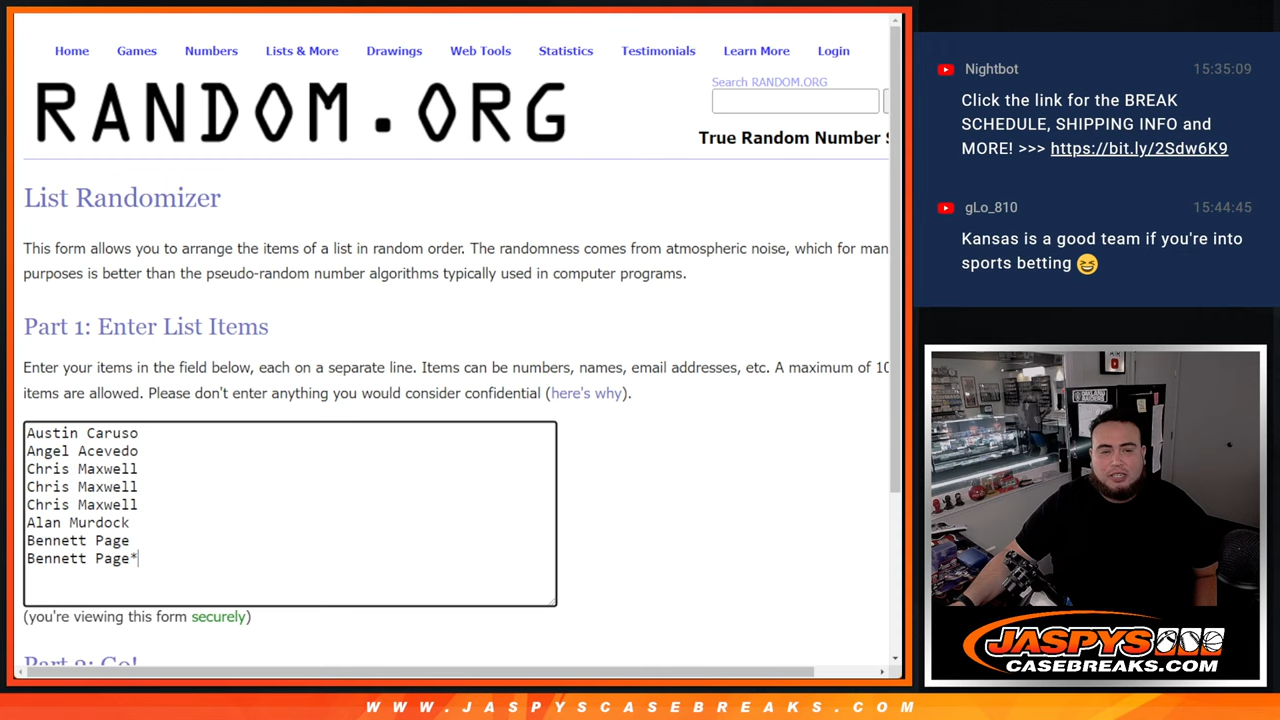 Home Games Numbers Lists & More Drawings Web Tools Statistics Testimonials Learn More Login
RANDOM.ORG
Search RANDOM.ORG
True Random Number S
List Randomizer
This form allows you to arrange the items of a list in random order. The randomness comes from atmospheric noise, which for man
purposes is better than the pseudo-random number algorithms typically used in computer programs.
Part 1: Enter List Items
Enter your items in the field below, each on a separate line. Items can be numbers, names, email addresses, etc. A maximum of 10
items are allowed. Please don't enter anything you would consider confidential (here's why).
Austin Caruso
Angel Acevedo
Chris Maxwell
Chris Maxwell
Chris Maxwell
Alan Murdock
Bennett Page
Bennett Page*
(you're viewing this form securely)
Part 2: Go!
Nightbot 15:35:09
Click the link for the BREAK
SCHEDULE, SHIPPING INFO and
MORE! >>> https://bit.ly/2Sdw6K9
gLo_810 15:44:45
Kansas is a good team if you're into
sports betting 😆
OAKLAND
RAIDERS
JASPYS
CASEBREAKS.COM
WWW.JASPYSCASEBREAKS.COM